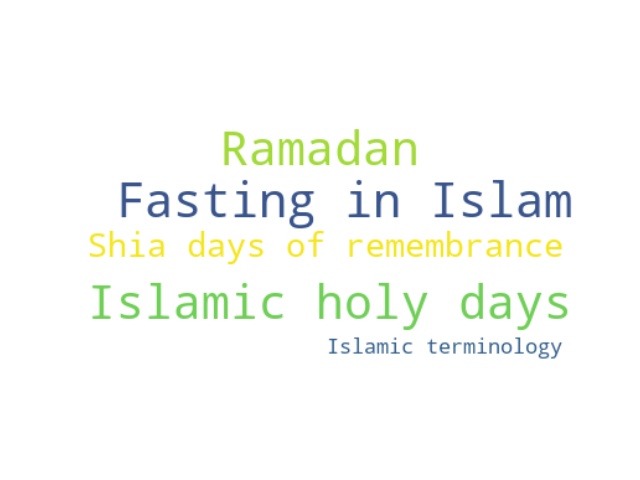 Ramadan
Fasting in Islam
Shia days of remembrance
Islamic holy days
Islamic terminology